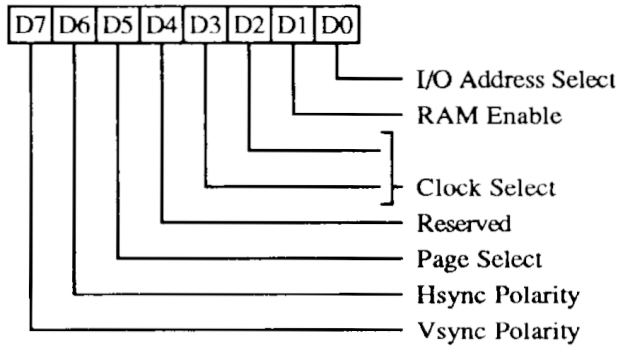 D7 D6 D5 D4 D3 D2 D1 D0
I/O Address Select
RAM Enable
Clock Select
Reserved
Page Select
Hsync Polarity
Vsync Polarity